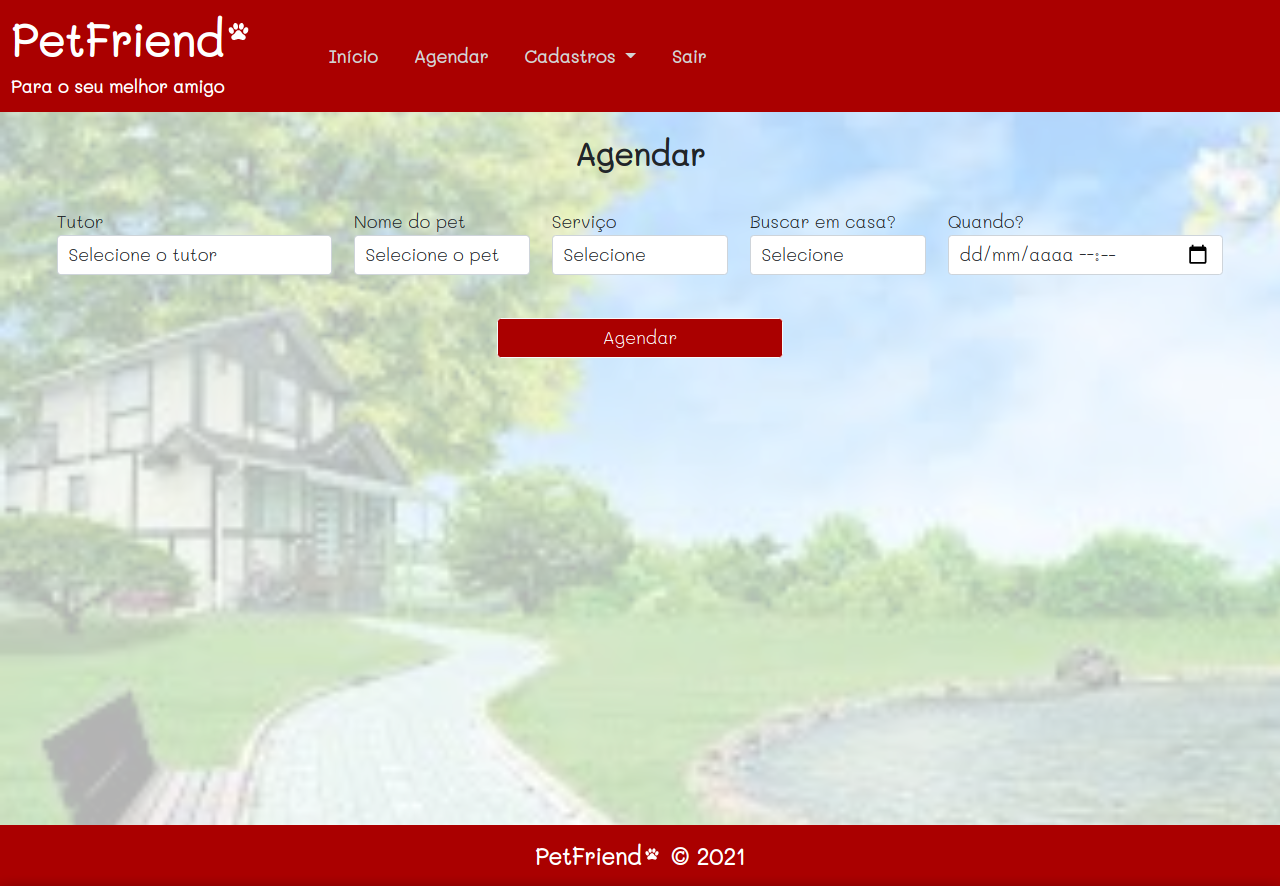 PetFriend
Para o seu melhor amigo
Início Agendar Cadastros Sair
Agendar
Tutor Nome do pet Serviço Buscar em casa? Quando?
Selecione o tutor Selecione o pet Selecione Selecione dd/mm/aaaa --:--
Agendar
PetFriend © 2021